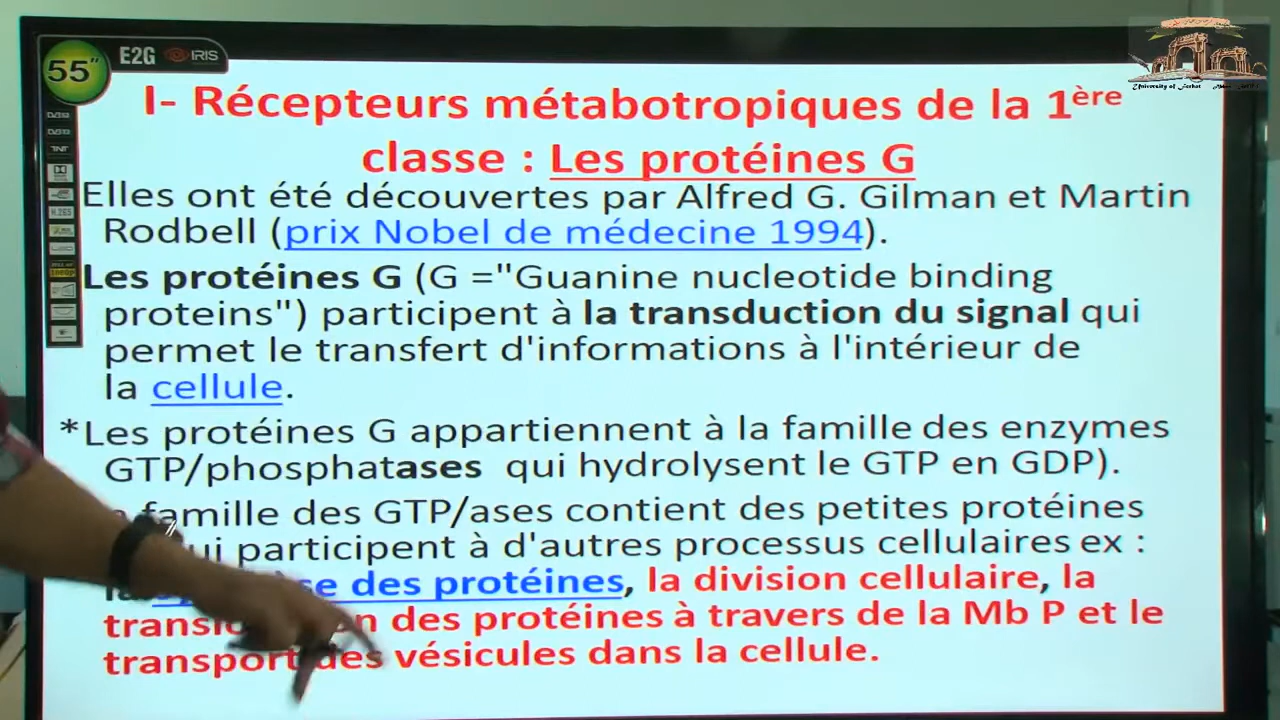 55"
E2G IRIS
TNT
H.265
I- Récepteurs métabotropiques de la 1ère
classe : Les protéines G
Elles ont été découvertes par Alfred G. Gilman et Martin
Rodbell (prix Nobel de médecine 1994).
Les protéines G (G ="Guanine nucleotide binding
proteins") participent à la transduction du signal qui
permet le transfert d'informations à l'intérieur de
la cellule.
*Les protéines G appartiennent à la famille des enzymes
GTP/phosphatases qui hydrolysent le GTP en GDP).
famille des GTP/ases contient des petites protéines
participent à d'autres processus cellulaires ex :
des protéines, la division cellulaire, la
des protéines à travers de la Mb P et le
transport des vésicules dans la cellule.